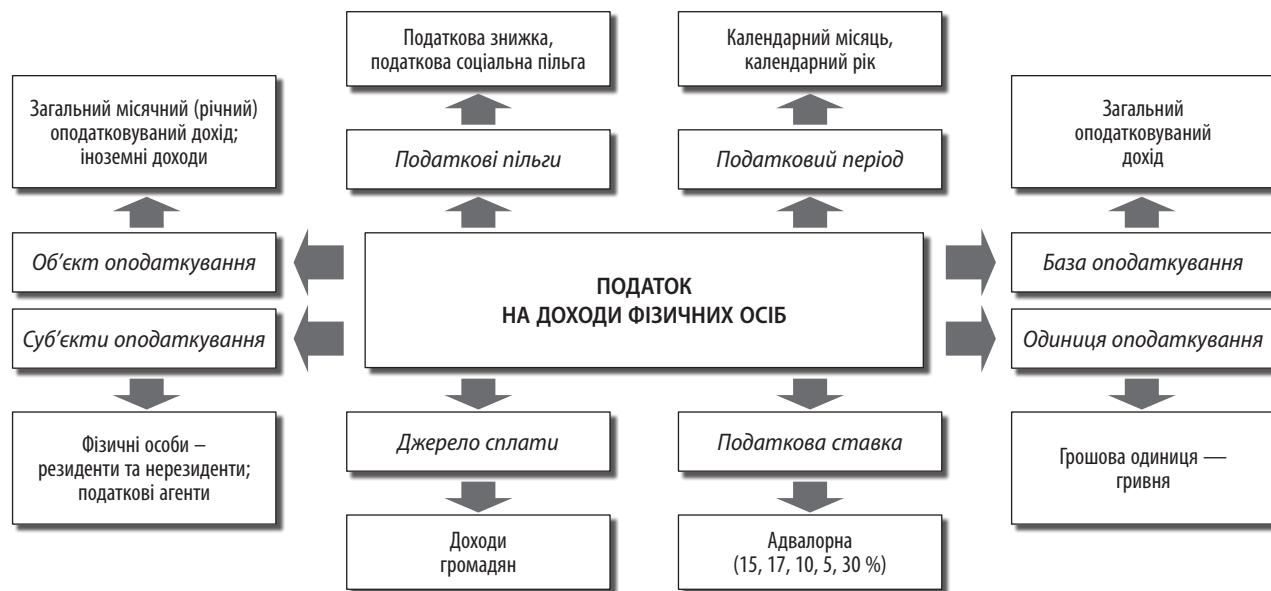 Податкова знижка,
податкова соціальна пільга
Календарний місяць,
календарний рік
Загальний місячний (річний)
оподатковуваний дохід;
іноземні доходи
Податкові пільги
Податковий період
Загальний
оподатковуваний
дохід
Об’єкт оподаткування
ПОДАТОК
НА ДОХОДИ ФІЗИЧНИХ ОСІБ
База оподаткування
Суб’єкти оподаткування
Одиниця оподаткування
Фізичні особи –
резиденти та нерезиденти;
податкові агенти
Джерело сплати
Податкова ставка
Грошова одиниця —
гривня
Доходи
громадян
Адвалорна
(15, 17, 10, 5, 30 %)